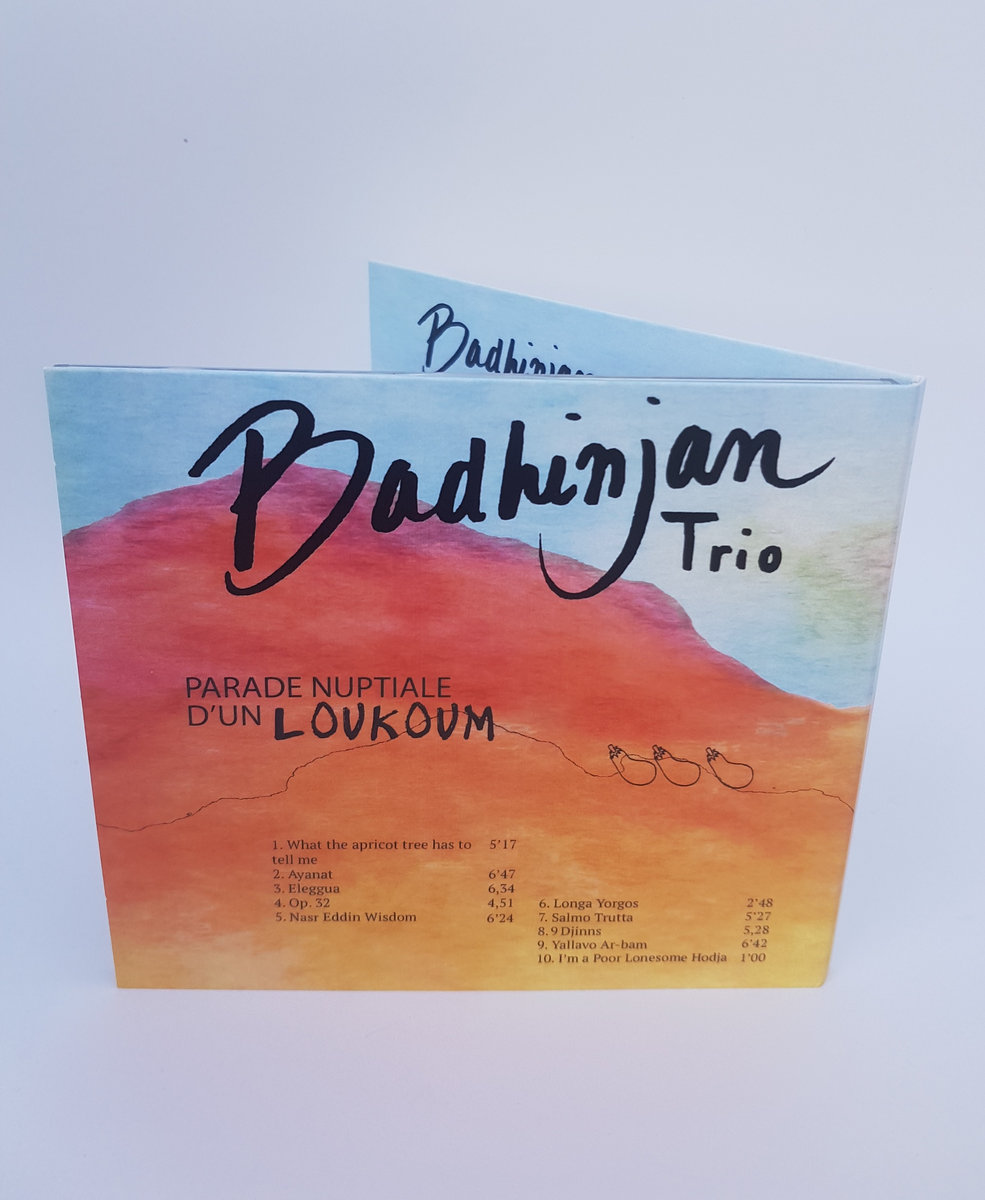 Badhinjan
Badhinjan
Trio
PARADE NUPTIALE
D'UN LOUKOUM
1. What the apricot tree has to 5'17
tell me
2. Ayanat 6'47
3. Eleggua 6,34
4. Op. 32 4,51
5. Nasr Eddin Wisdom 6'24
6. Longa Yorgos 2'48
7. Salmo Trutta 5'27
8. 9 Djinns 5,28
9. Yallavo Ar-bam 6'42
10. I'm a Poor Lonesome Hodja 1'00